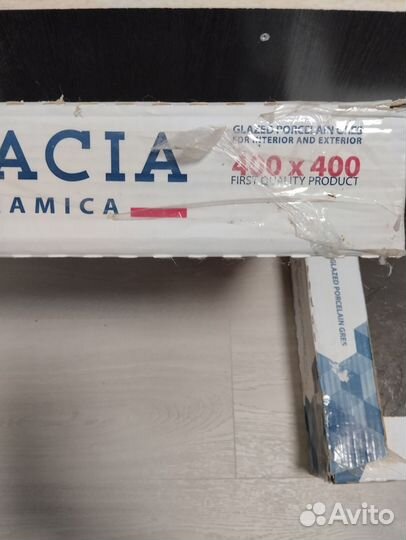 ACIA
AMICA
GLAZED PORCELAIN GRES
FOR INTERIOR AND EXTERIOR
400 x 400
FIRST QUALITY PRODUCT
GLAZED PORCELAIN GRES
Avito